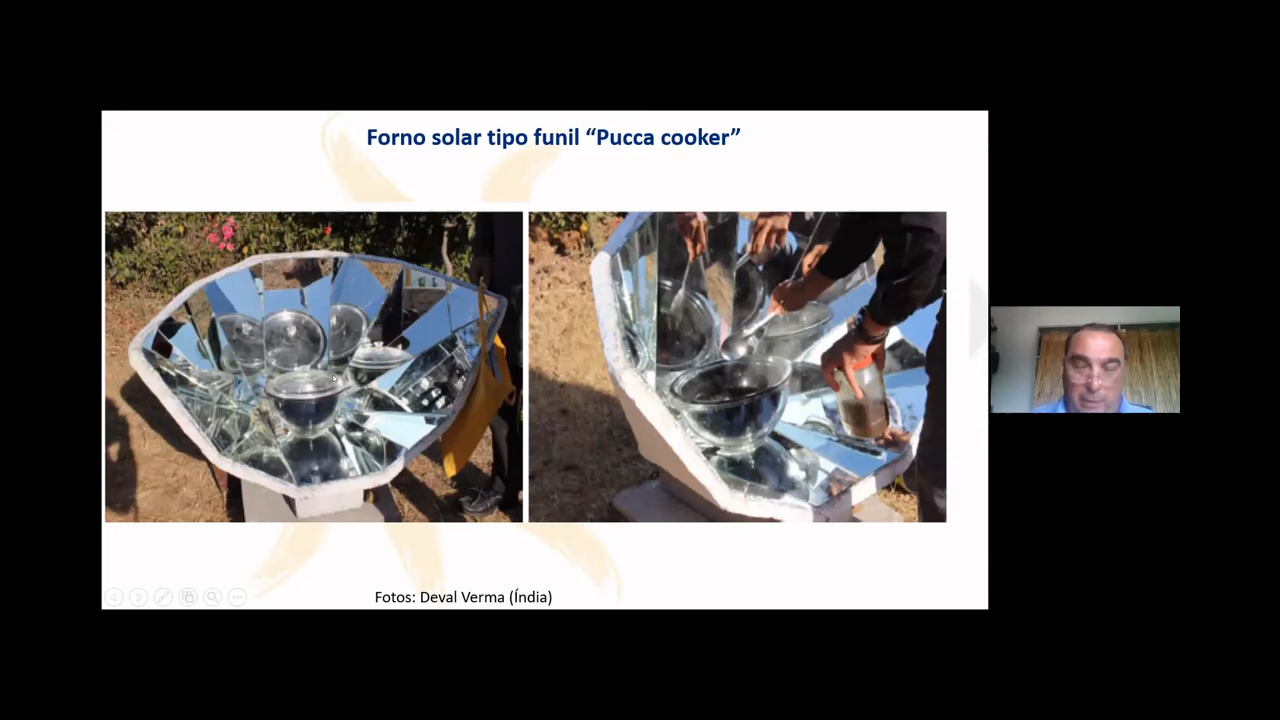 Forno solar tipo funil “Pucca cooker”
Fotos: Deval Verma (Índia)